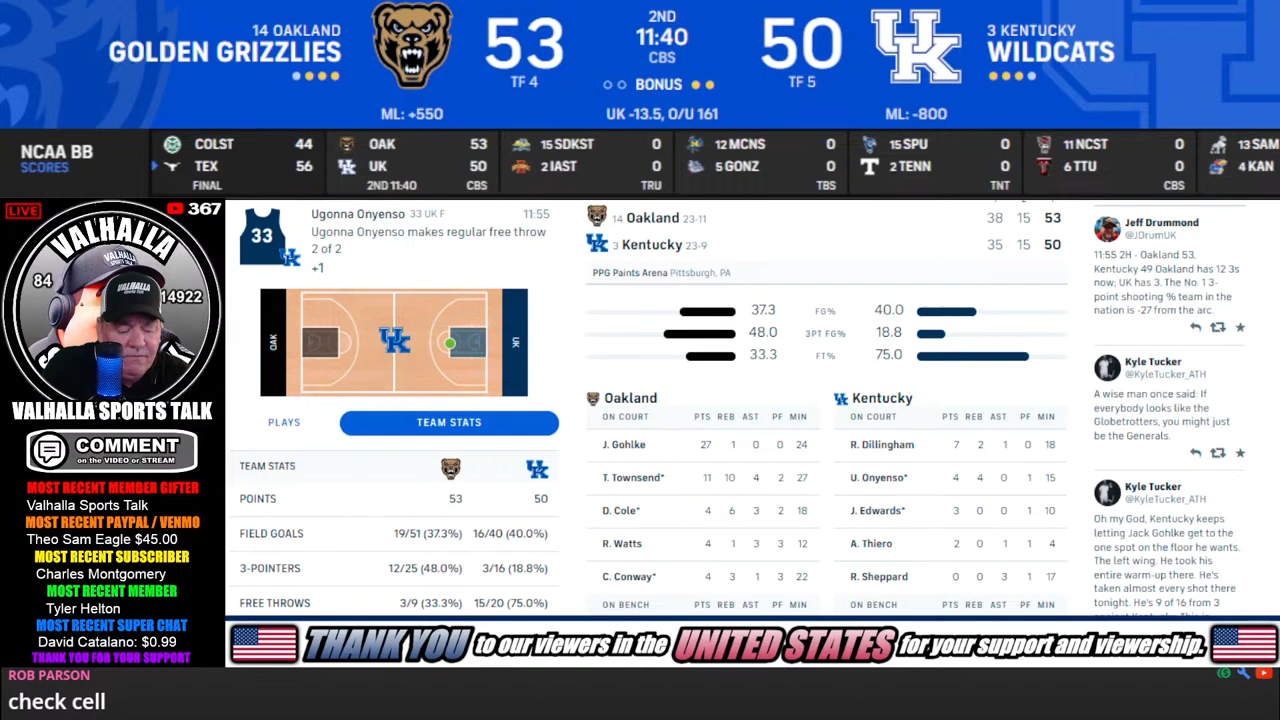 14 OAKLAND
GOLDEN GRIZZLIES
53
TF 4
ML: +550
2ND
11:40
CBS
BONUS
UK -13.5, O/U 161
50
TF 5
UK
3 KENTUCKY
WILDCATS
ML: -800
NCAA BB
SCORES
COLST 44
TEX 56
FINAL
OAK 53
UK 50
2ND 11:40 CBS
15 SDKST 0
2 IAST 0
TRU
12 MCNS 0
5 GONZ 0
TBS
15 SPU 0
2 TENN 0
TNT
11 NCST 0
6 TTU 0
CBS
13 SAM
4 KAN
LIVE
367
VALHALLA
SPORTS TALK
84
14922
VALHALLA SPORTS TALK
COMMENT
on the VIDEO or STREAM
MOST RECENT MEMBER GIFTER
Valhalla Sports Talk
MOST RECENT PAYPAL / VENMO
Theo Sam Eagle $45.00
MOST RECENT SUBSCRIBER
Charles Montgomery
MOST RECENT MEMBER
Tyler Helton
MOST RECENT SUPER CHAT
David Catalano: $0.99
THANK YOU FOR YOUR SUPPORT
33
Ugonna Onyenso 33 UK F 11:55
Ugonna Onyenso makes regular free throw
2 of 2
+1
OAK
UK
UK
PLAYS
TEAM STATS
TEAM STATS
POINTS 53 50
FIELD GOALS 19/51 (37.3%) 16/40 (40.0%)
3-POINTERS 12/25 (48.0%) 3/16 (18.8%)
FREE THROWS 3/9 (33.3%) 15/20 (75.0%)
14 Oakland 23-11 38 15 53
3 Kentucky 23-9 35 15 50
PPG Paints Arena Pittsburgh, PA
37.3 FG% 40.0
48.0 3PT FG% 18.8
33.3 FT% 75.0
Oakland
ON COURT PTS REB AST PF MIN
J. Gohlke 27 1 0 0 24
T. Townsend* 11 10 4 2 27
D. Cole* 4 6 3 2 18
R. Watts 4 1 3 3 12
C. Conway* 4 3 1 3 22
ON BENCH PTS REB AST PF MIN
Kentucky
ON COURT PTS REB AST PF MIN
R. Dillingham 7 2 1 0 18
U. Onyenso* 4 4 0 1 15
J. Edwards* 3 0 0 1 10
A. Thiero 2 0 1 1 4
R. Sheppard 0 0 3 1 17
ON BENCH PTS REB AST PF MIN
Jeff Drummond
@JDrumUK
11:55 2H - Oakland 53,
Kentucky 49 Oakland has 12 3s
now; UK has 3. The No. 1 3-
point shooting % team in the
nation is -27 from the arc.
Kyle Tucker
@KyleTucker_ATH
A wise man once said: If
everybody looks like the
Globetrotters, you might just
be the Generals.
Kyle Tucker
@KyleTucker_ATH
Oh my God, Kentucky keeps
letting Jack Gohlke get to the
one spot on the floor he wants.
The left wing. He took his
entire warm-up there. He's
taken almost every shot there
tonight. He's 9 of 16 from 3
THANK YOU to our viewers in the UNITED STATES for your support and viewership.
ROB PARSON
check cell